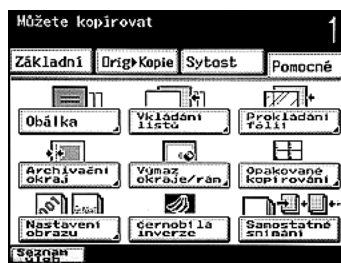 Můžete kopírovat 1
Základní Orig▸Kopie Sytost Pomocné
Obálka
Vkládání
listů
Prokládání
fólií
Archivační
okraj
Výmaz
okraje/rám
Opakované
kopírování
Nastavení
obrazu
Černobílá
inverze
Samostatné
snímání
Seznam
úloh